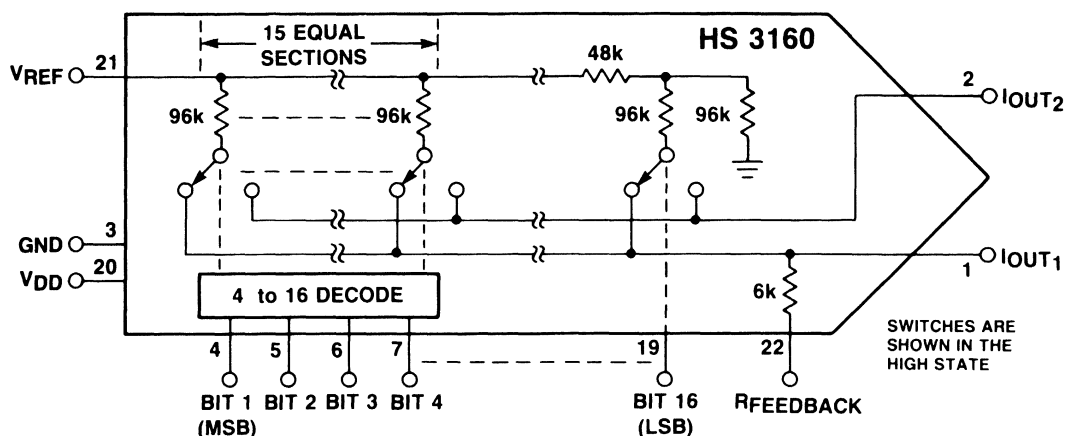 15 EQUAL
SECTIONS
HS 3160
VREF 21
48k
2
IOUT2
96k
96k
96k
96k
GND 3
VDD 20
4 to 16 DECODE
6k
1
IOUT1
4 5 6 7 19 22
SWITCHES ARE
SHOWN IN THE
HIGH STATE
BIT 1 BIT 2 BIT 3 BIT 4 BIT 16 RFEEDBACK
(MSB) (LSB)